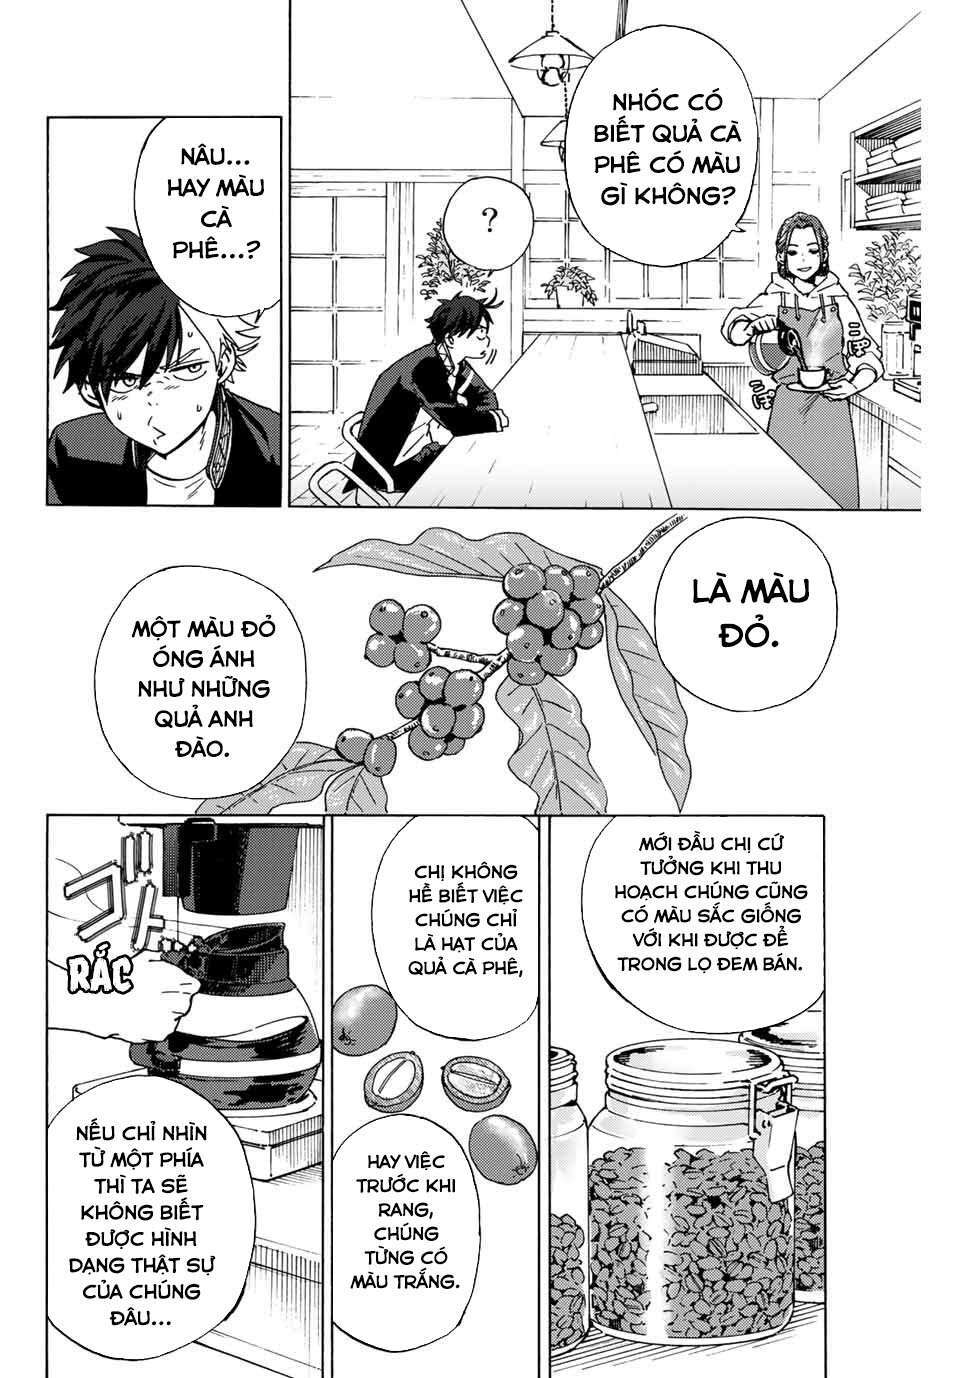 NHÓC CÓ
BIẾT QUẢ CÀ
PHÊ CÓ MÀU
GÌ KHÔNG?
?
NÂU...
HAY MÀU
CÀ
PHÊ...?
LÀ MÀU
ĐỎ.
MỘT MÀU ĐỎ
ÓNG ÁNH
NHƯ NHỮNG
QUẢ ANH
ĐÀO.
MỚI ĐẦU CHỊ CỨ
TƯỞNG KHI THU
HOẠCH CHÚNG CŨNG
CÓ MÀU SẮC GIỐNG
VỚI KHI ĐƯỢC ĐỂ
TRONG LỌ ĐEM BÁN.
CHỊ KHÔNG
HỀ BIẾT VIỆC
CHÚNG CHỈ
LÀ HẠT CỦA
QUẢ CÀ PHÊ,
HAY VIỆC
TRƯỚC KHI
RANG,
CHÚNG
TỪNG CÓ
MÀU TRẮNG.
RẮC
NẾU CHỈ NHÌN
TỪ MỘT PHÍA
THÌ TA SẼ
KHÔNG BIẾT
ĐƯỢC HÌNH
DẠNG THẬT SỰ
CỦA CHÚNG
ĐÂU...